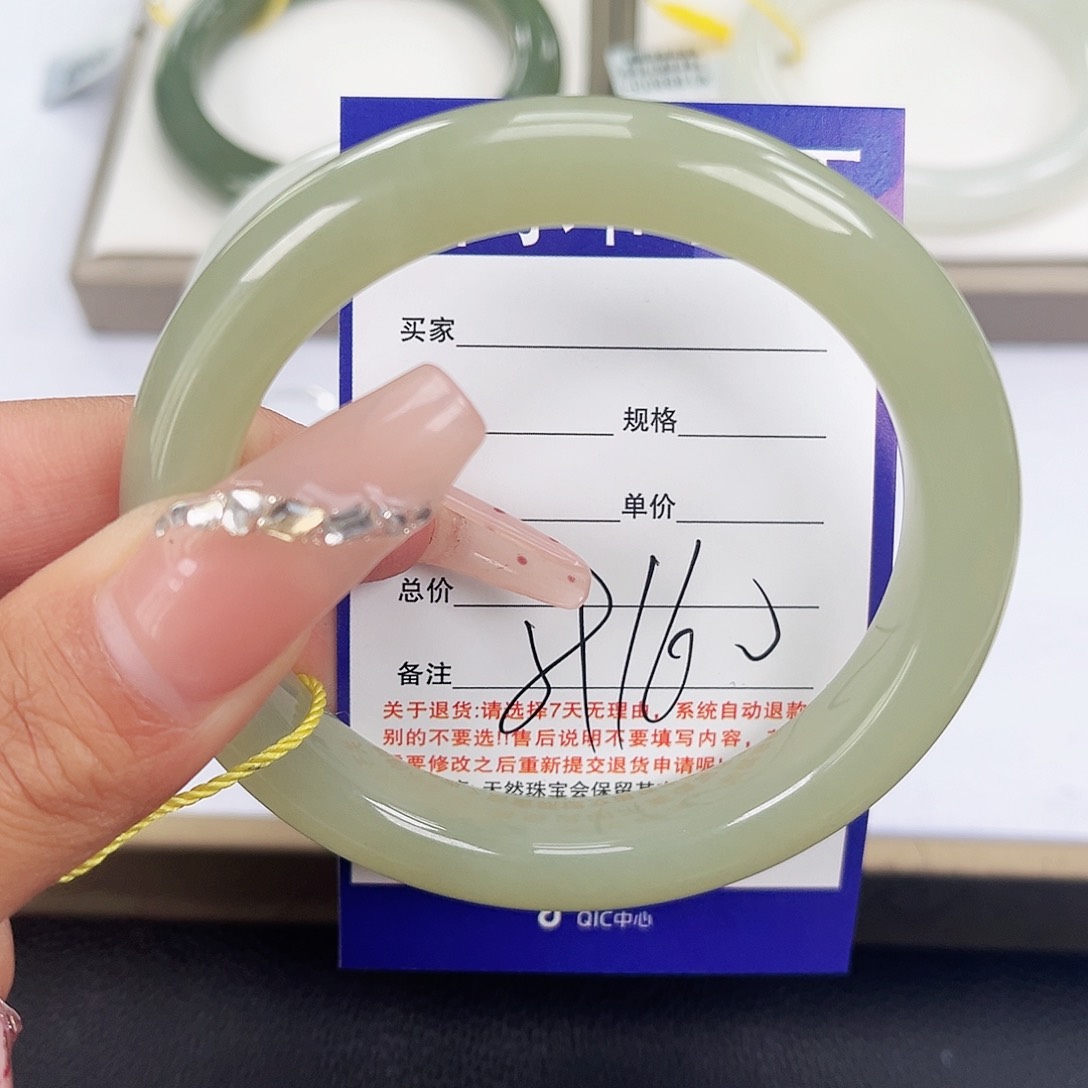 买家
规格
单价
总价
备注
关于退货:请选择7天无理由，系统自动退款
别的不要选!!售后说明不要填写内容，
要修改之后重新提交退货申请呢
天然珠宝会保留
QIC中心